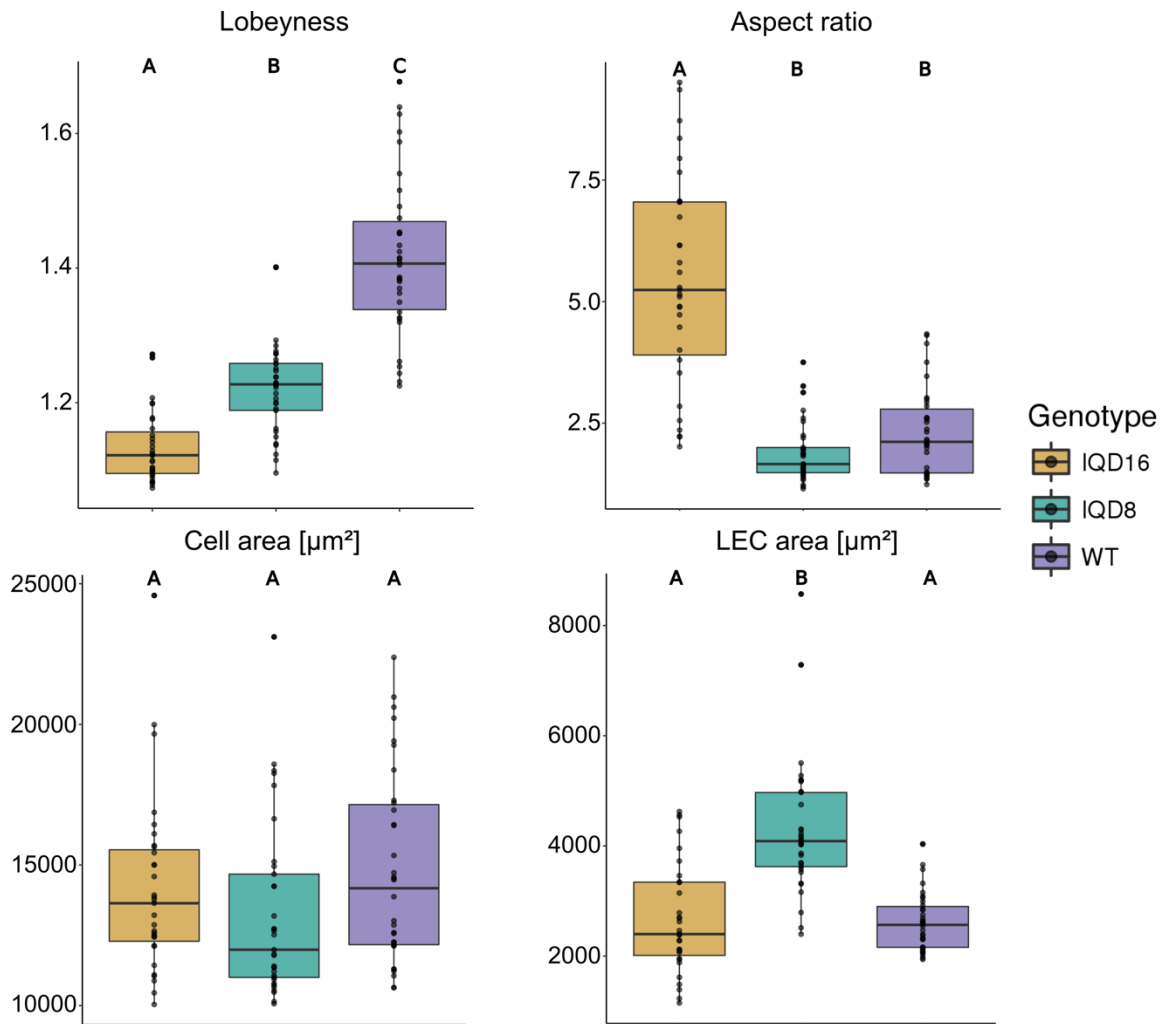 Lobeyness
A B C
1.6
1.4
1.2
Aspect ratio
A B B
7.5
5.0
2.5
Genotype
IQD16
IQD8
WT
Cell area [µm²]
A A A
25000
20000
15000
10000
LEC area [µm²]
A B A
8000
6000
4000
2000